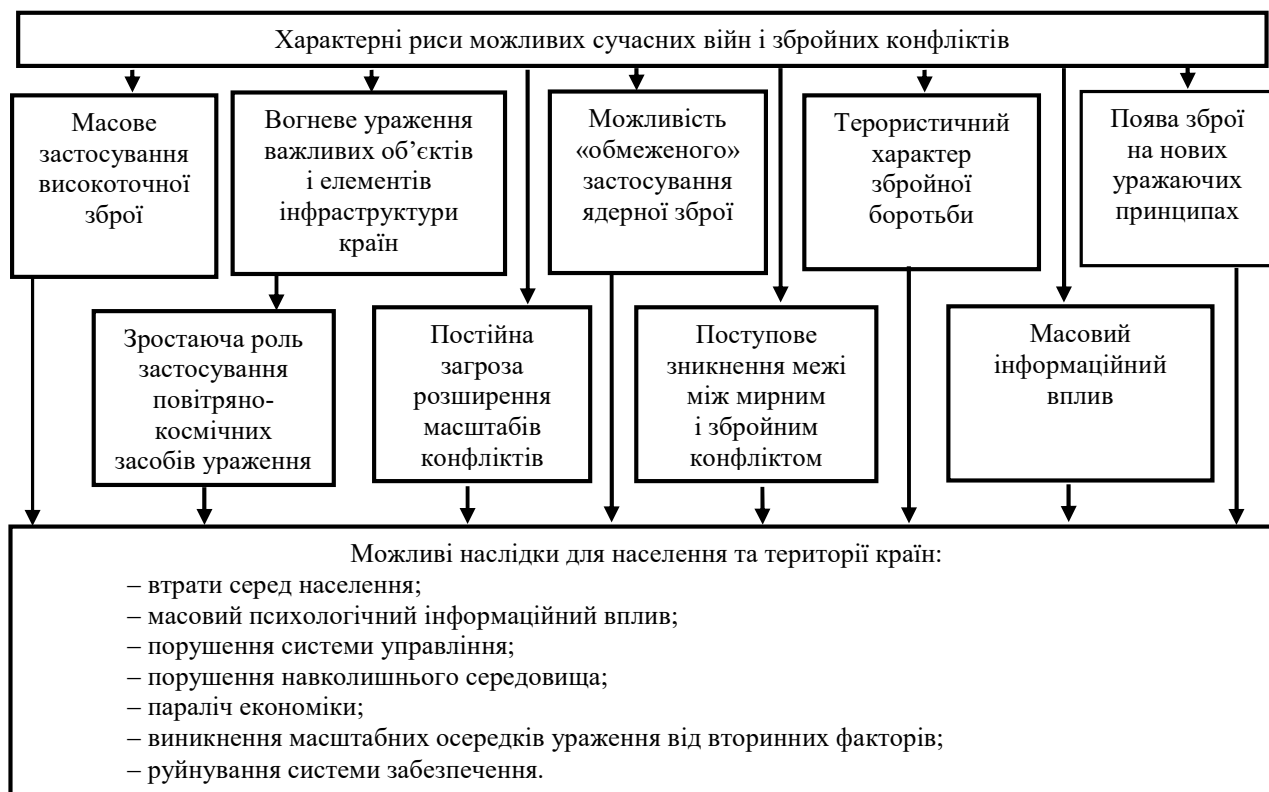 Характерні риси можливих сучасних війн і збройних конфліктів
Масове
застосування
високоточної
зброї
Вогневе ураження
важливих об’єктів
і елементів
інфраструктури
країн
Можливість
«обмеженого»
застосування
ядерної зброї
Терористичний
характер
збройної
боротьби
Поява зброї
на нових
уражаючих
принципах
Зростаюча роль
застосування
повітряно-
космічних
засобів ураження
Постійна
загроза
розширення
масштабів
конфліктів
Поступове
зникнення межі
між мирним
і збройним
конфліктом
Масовий
інформаційний
вплив
Можливі наслідки для населення та території країн:
– втрати серед населення;
– масовий психологічний інформаційний вплив;
– порушення системи управління;
– порушення навколишнього середовища;
– параліч економіки;
– виникнення масштабних осередків ураження від вторинних факторів;
– руйнування системи забезпечення.